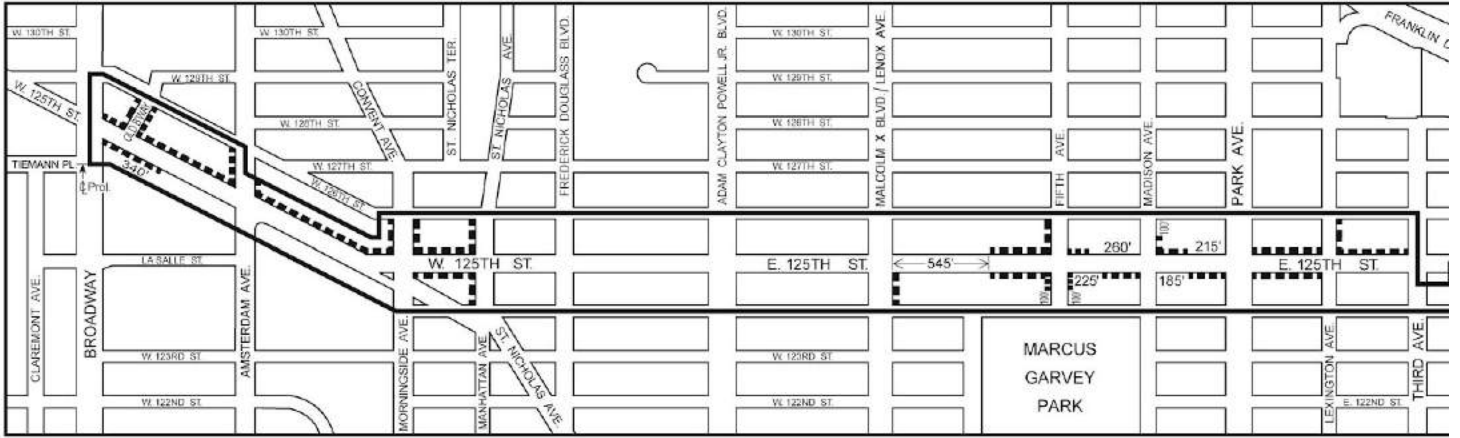 W. 130TH ST.
W. 130TH ST.
W. 130TH ST.
FRANKLIN
W. 129TH ST.
W. 129TH ST.
W. 125TH ST.
OLD BWAY
CONVENT AVE.
ST. NICHOLAS TER.
ST. NICHOLAS AVE.
FREDERICK DOUGLASS BLVD.
ADAM CLAYTON POWELL JR. BLVD.
MALCOLM X BLVD / LENOX AVE.
W. 128TH ST.
W. 128TH ST.
FIFTH AVE.
MADISON AVE.
PARK AVE.
TIEMANN PL
340'
Prol.
W. 127TH ST.
W. 127TH ST.
W. 126TH ST.
100'
260'
215'
LA SALLE ST.
W. 125TH ST.
E. 125TH ST.
545'
E. 125TH ST.
225'
185'
100'
100'
CLAREMONT AVE.
BROADWAY
AMSTERDAM AVE.
MORNINGSIDE AVE.
MANHATTAN AVE.
ST. NICHOLAS AVE.
W. 123RD ST.
W. 123RD ST.
MARCUS
GARVEY
PARK
LEXINGTON AVE.
THIRD AVE.
W. 122ND ST.
W. 122ND ST.
E. 122ND ST.